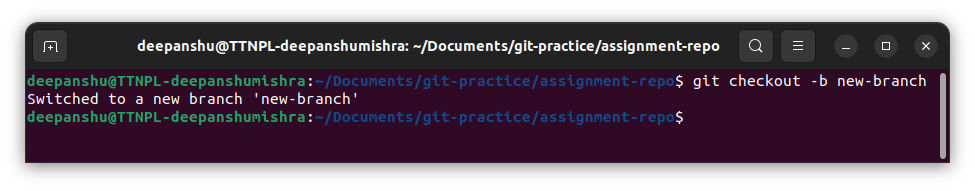 deepanshu@TTNPL-deepanshumishra: ~/Documents/git-practice/assignment-repo
deepanshu@TTNPL-deepanshumishra:~/Documents/git-practice/assignment-repo$ git checkout -b new-branch
Switched to a new branch 'new-branch'
deepanshu@TTNPL-deepanshumishra:~/Documents/git-practice/assignment-repo$